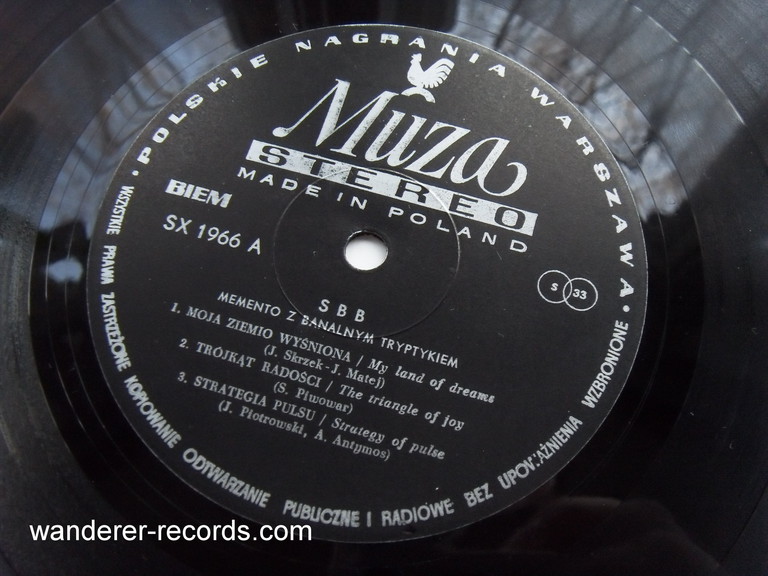 • POLSKIE NAGRANIA WARSZAWA •
Muza
STEREO
MADE IN POLAND
BIEM
SX 1966 A
S 33
SBB
MEMENTO Z BANALNYM TRYPTYKIEM
1. MOJA ZIEMIO WYŚNIONA / My land of dreams
(J. Skrzek - J. Matej)
2. TRÓJKĄT RADOŚCI / The triangle of joy
(S. Piwowar)
3. STRATEGIA PULSU / Strategy of pulse
(J. Piotrowski, A. Antymos)
WSZYSTKIE PRAWA ZASTRZEŻONE KOPIOWANIE ODTWARZANIE PUBLICZNE I RADIOWE BEZ UPOWAŻNIENIA WZBRONIONE
wanderer-records.com